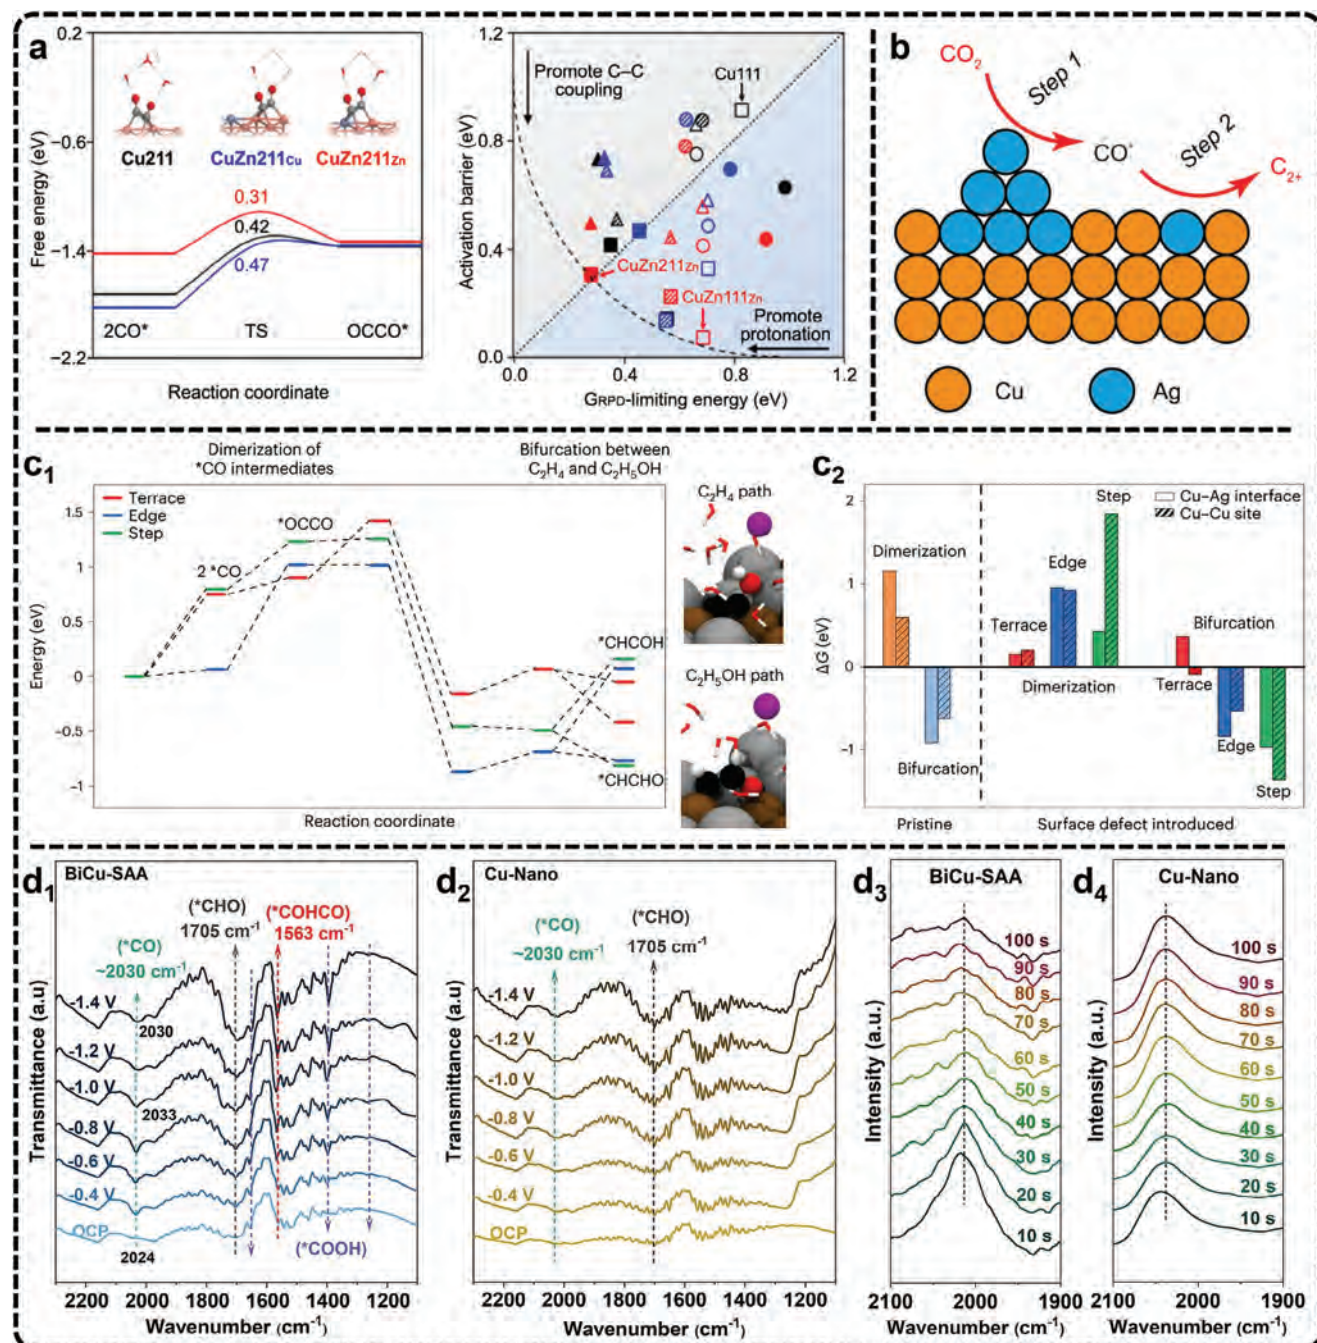 a
0.2
−0.6
−1.4
−2.2
Free energy (eV)
Cu211
CuZn211Cu
CuZn211Zn
0.31
0.42
0.47
2CO*
TS
OCCO*
Reaction coordinate
1.2
0.8
0.4
0.0
Activation barrier (eV)
Promote C–C
coupling
Cu111
CuZn211Zn
CuZn111Zn
Promote
protonation
0.0
0.4
0.8
1.2
GRPD-limiting energy (eV)
b
CO2
Step 1
CO*
Step 2
C2+
Cu
Ag
c1
Dimerization of
*CO intermediates
Bifurcation between
C2H4 and C2H5OH
Terrace
Edge
Step
1.5
1
0.5
0
−0.5
−1
Energy (eV)
2 *CO
*OCCO
*CHCOH
*CHCHO
Reaction coordinate
C2H4 path
C2H5OH path
c2
2
1
0
−1
ΔG (eV)
Cu–Ag interface
Cu–Cu site
Dimerization
Bifurcation
Terrace
Edge
Step
Dimerization
Bifurcation
Terrace
Edge
Step
Pristine
Surface defect introduced
d1
BiCu-SAA
(*CO)
~2030 cm⁻¹
(*CHO)
1705 cm⁻¹
(*COHCO)
1563 cm⁻¹
-1.4 V
2030
-1.2 V
-1.0 V
2033
-0.8 V
-0.6 V
-0.4 V
OCP
2024
(*COOH)
Transmittance (a.u)
2200 2000 1800 1600 1400 1200
Wavenumber (cm⁻¹)
d2
Cu-Nano
(*CO)
~2030 cm⁻¹
(*CHO)
1705 cm⁻¹
-1.4 V
-1.2 V
-1.0 V
-0.8 V
-0.6 V
-0.4 V
OCP
Transmittance (a.u)
2200 2000 1800 1600 1400 1200
Wavenumber (cm⁻¹)
d3
BiCu-SAA
100 s
90 s
80 s
70 s
60 s
50 s
40 s
30 s
20 s
10 s
Intensity (a.u.)
2100 2000 1900
Wavenumber (cm⁻¹)
d4
Cu-Nano
100 s
90 s
80 s
70 s
60 s
50 s
40 s
30 s
20 s
10 s
Intensity (a.u.)
2100 2000 1900
Wavenumber (cm⁻¹)